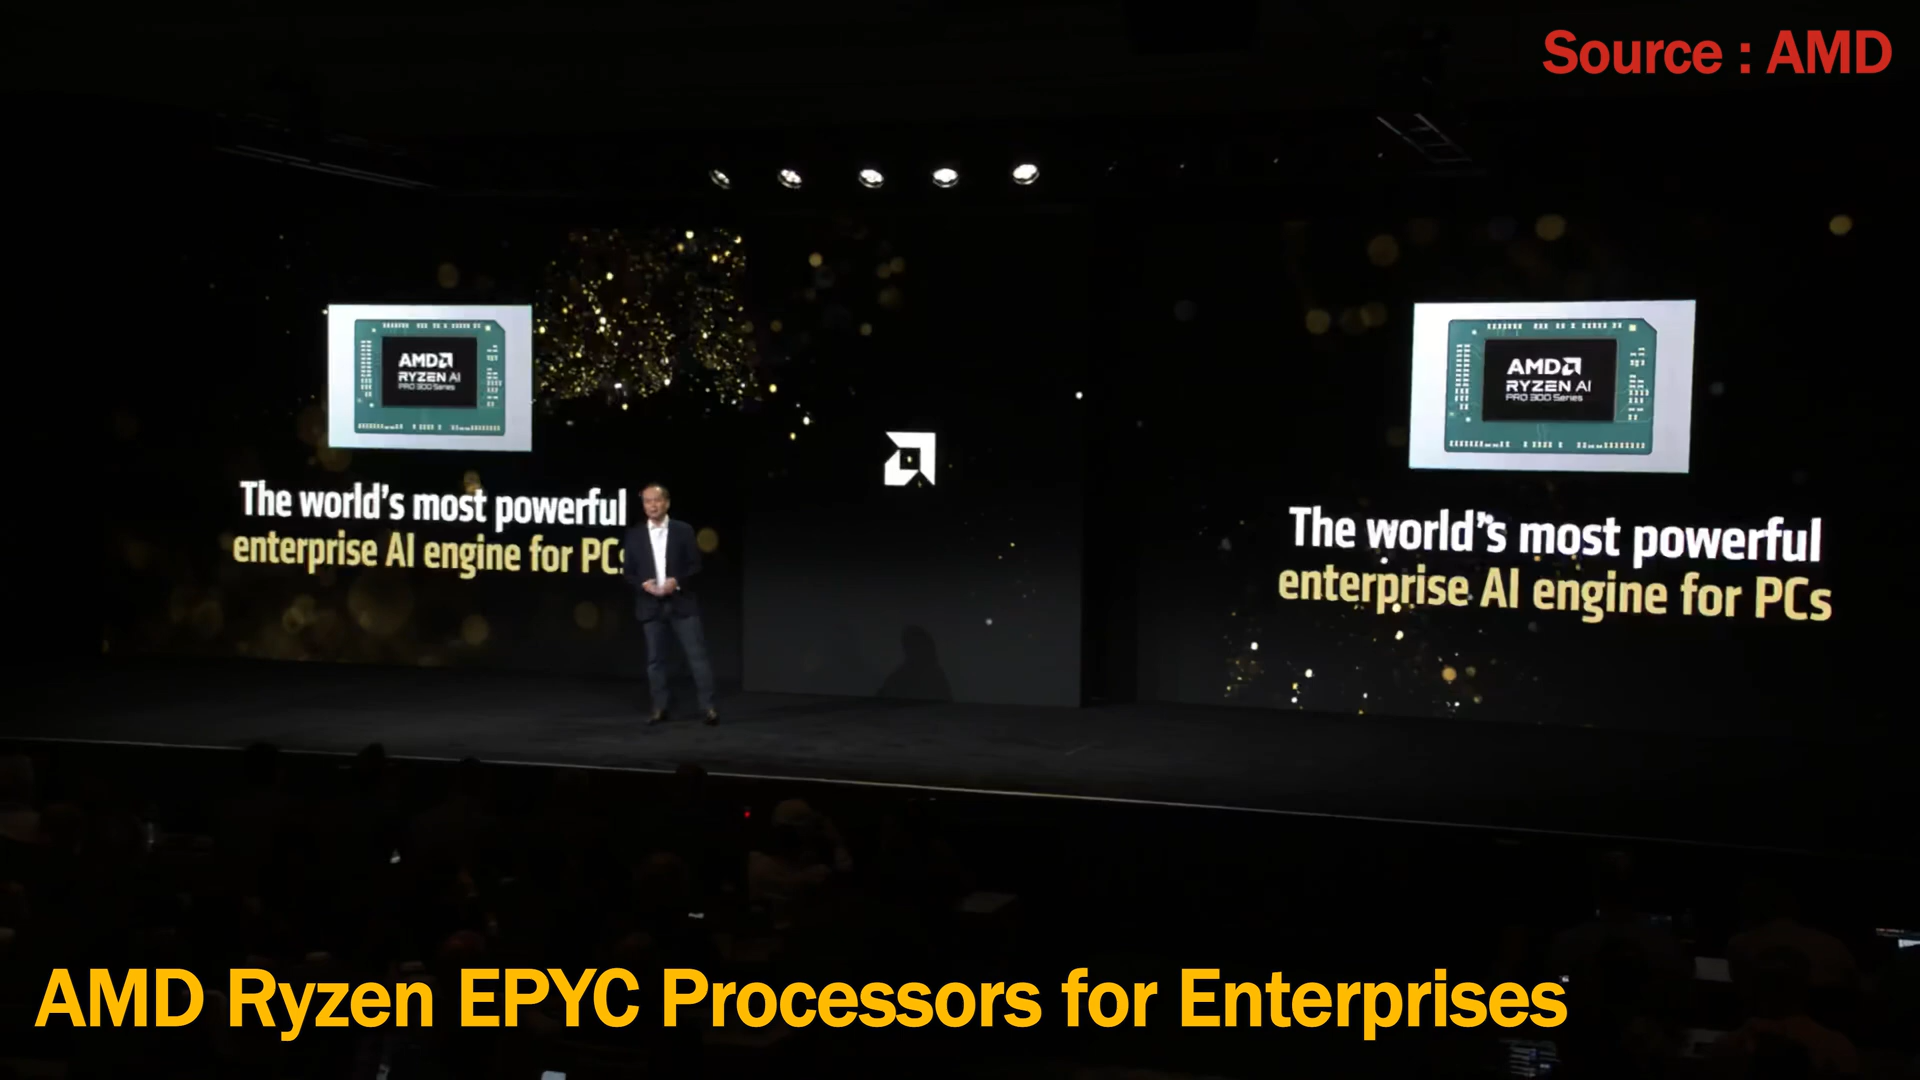 Source : AMD
AMD
RYZEN AI
PRO 300 Series
The world's most powerful
enterprise AI engine for PCs
AMD
RYZEN AI
PRO 300 Series
The world's most powerful
enterprise AI engine for PCs
AMD Ryzen EPYC Processors for Enterprises